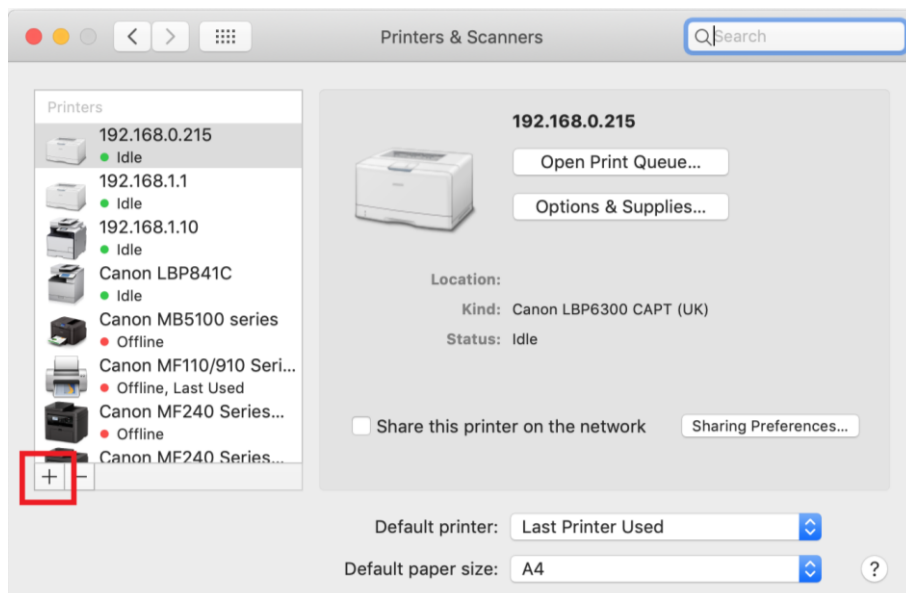 Printers & Scanners
Search
Printers
192.168.0.215
Idle
192.168.1.1
Idle
192.168.1.10
Idle
Canon LBP841C
Idle
Canon MB5100 series
Offline
Canon MF110/910 Seri...
Offline, Last Used
Canon MF240 Series...
Offline
Canon MF240 Series...
+ −
192.168.0.215
Open Print Queue...
Options & Supplies...
Location:
Kind: Canon LBP6300 CAPT (UK)
Status: Idle
Share this printer on the network
Sharing Preferences...
Default printer: Last Printer Used
Default paper size: A4
?